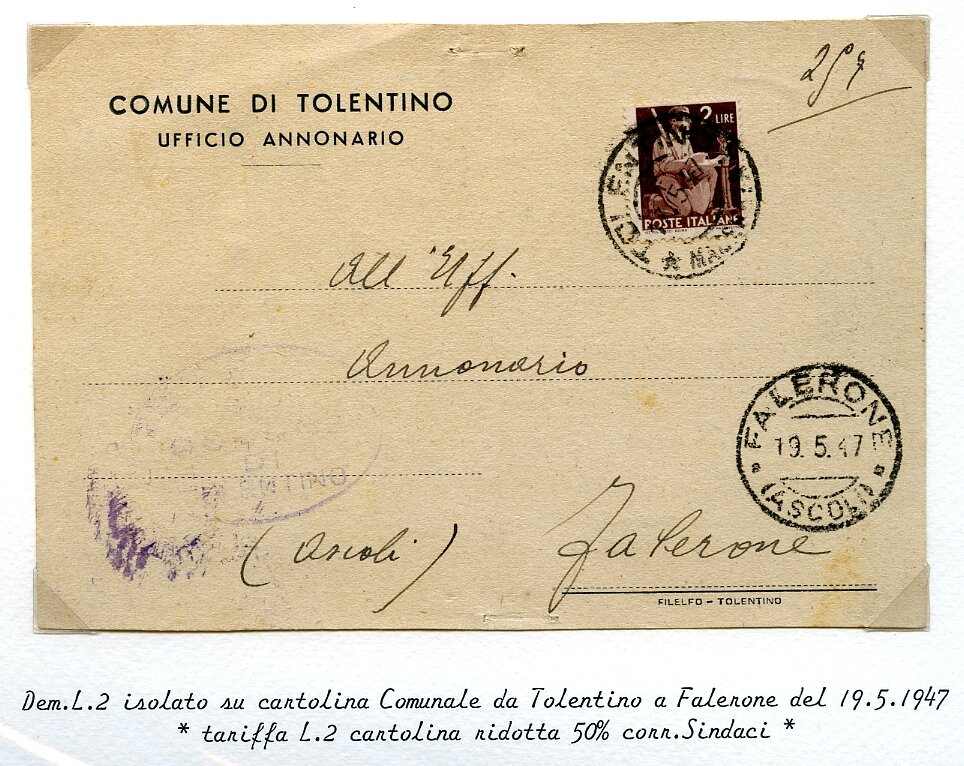 COMUNE DI TOLENTINO
UFFICIO ANNONARIO
2 LIRE
POSTE ITALIANE
All'Uff.
Annonario
FALERONE
19.5.47
(ASCOLI)
DI
(Ascoli) Falerone
FILELFO - TOLENTINO
Dem.L.2 isolato su cartolina Comunale da Tolentino a Falerone del 19.5.1947
* tariffa L.2 cartolina ridotta 50% corr.Sindaci *